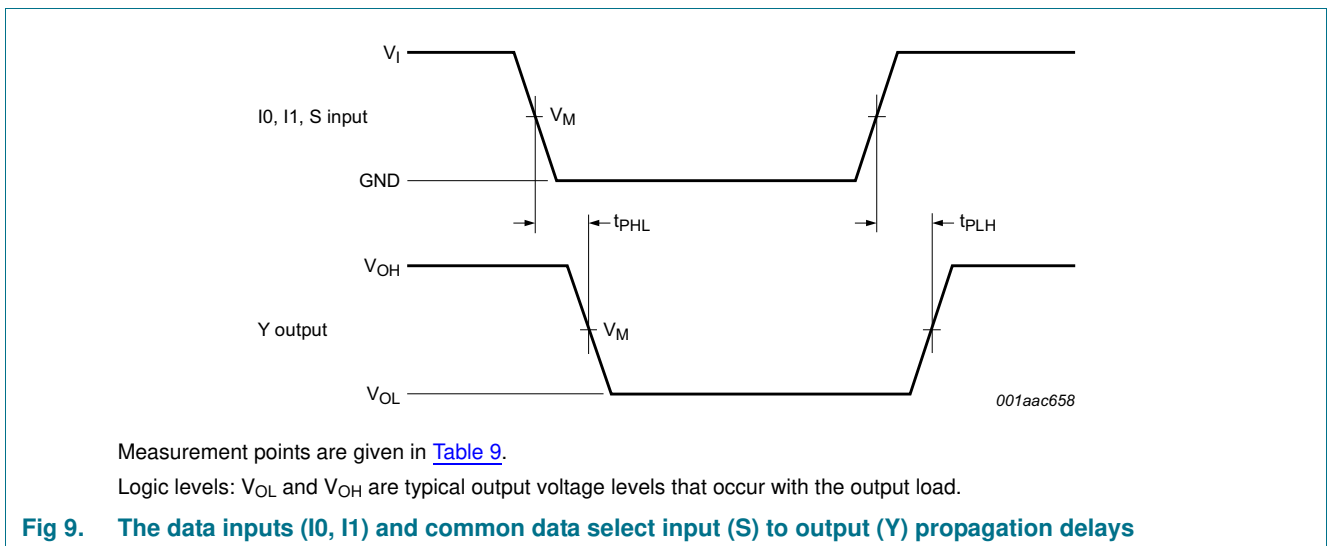 VI
I0, I1, S input
VM
GND
tPHL
tPLH
VOH
Y output
VM
VOL
001aac658
Measurement points are given in Table 9.
Logic levels: VOL and VOH are typical output voltage levels that occur with the output load.
Fig 9. The data inputs (I0, I1) and common data select input (S) to output (Y) propagation delays